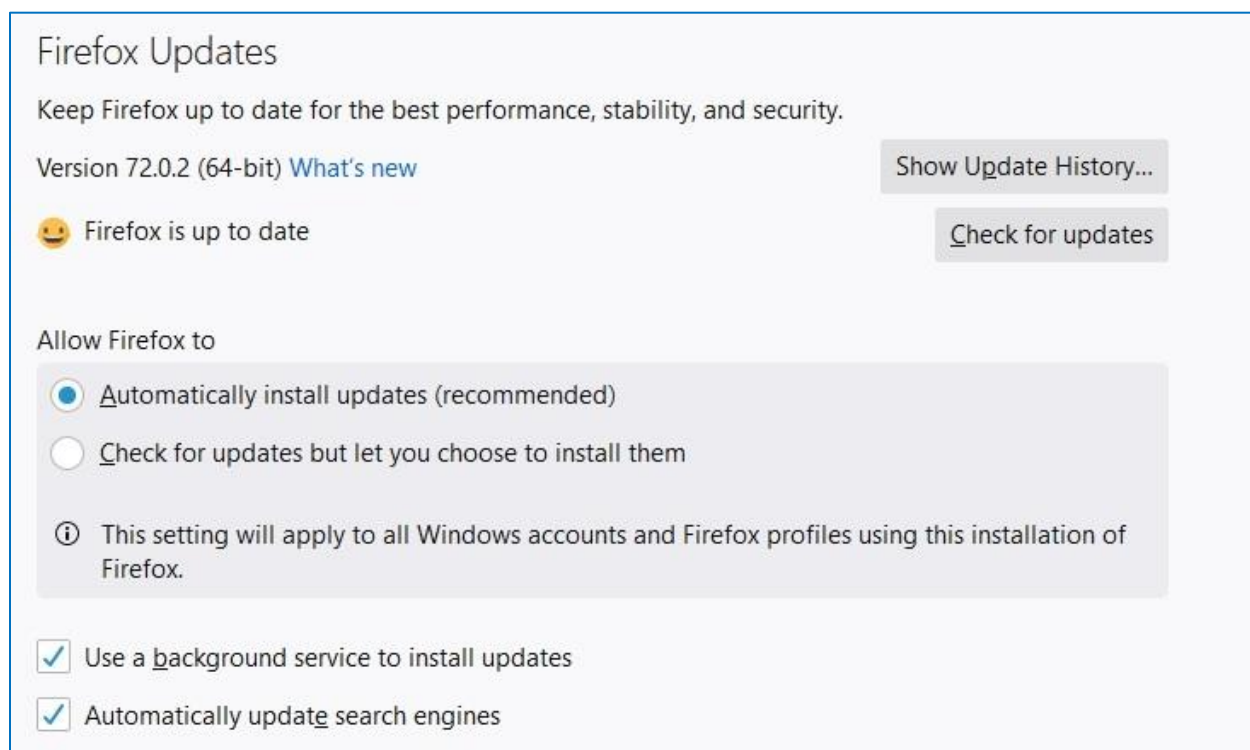 Firefox Updates
Keep Firefox up to date for the best performance, stability, and security.
Version 72.0.2 (64-bit) What's new
Show Update History...
Firefox is up to date
Check for updates
Allow Firefox to
Automatically install updates (recommended)
Check for updates but let you choose to install them
This setting will apply to all Windows accounts and Firefox profiles using this installation of
Firefox.
Use a background service to install updates
Automatically update search engines